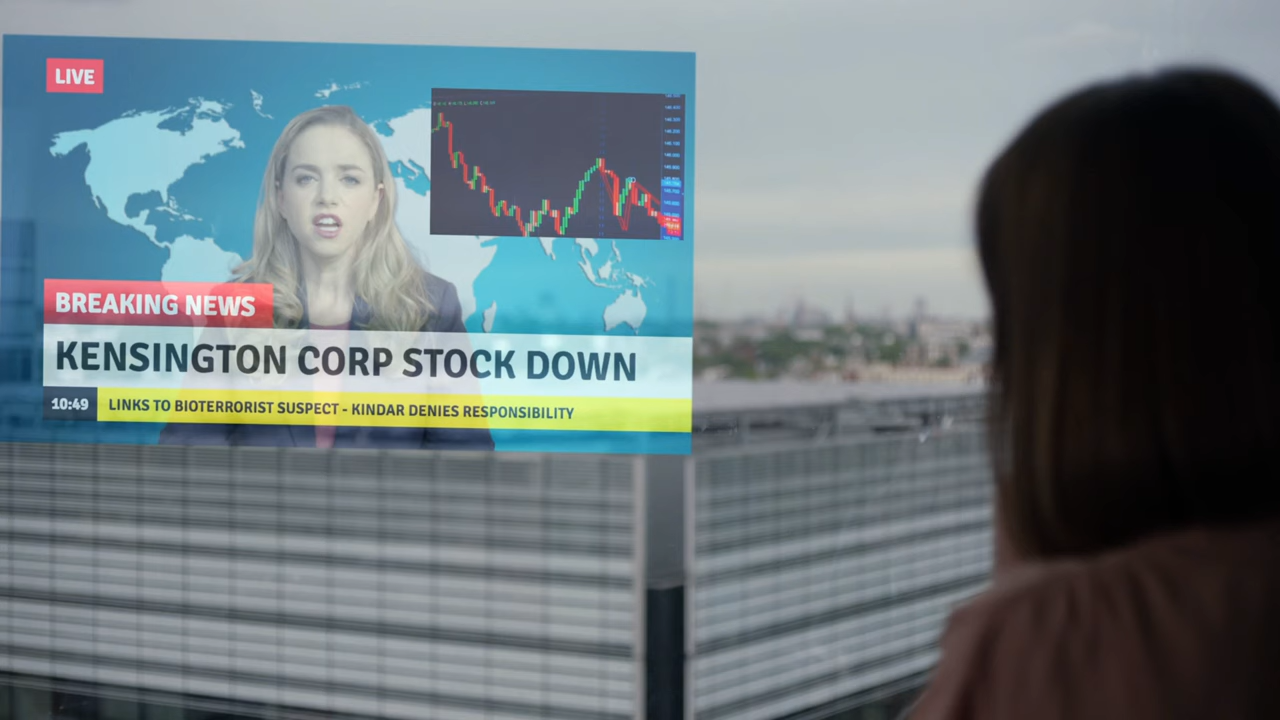 LIVE
BREAKING NEWS
KENSINGTON CORP STOCK DOWN
10:49
LINKS TO BIOTERRORIST SUSPECT - KINDAR DENIES RESPONSIBILITY